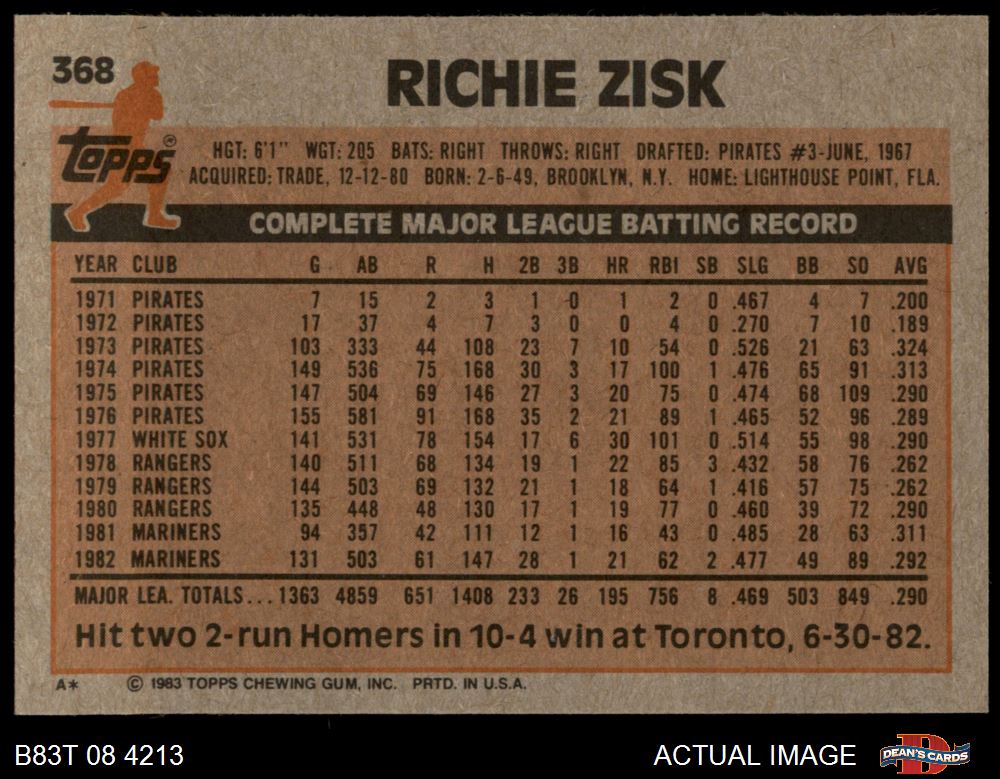 368
RICHIE ZISK
Topps®
HGT: 6'1" WGT: 205 BATS: RIGHT THROWS: RIGHT DRAFTED: PIRATES #3-JUNE, 1967
ACQUIRED: TRADE, 12-12-80 BORN: 2-6-49, BROOKLYN, N.Y. HOME: LIGHTHOUSE POINT, FLA.
COMPLETE MAJOR LEAGUE BATTING RECORD
YEAR CLUB G AB R H 2B 3B HR RBI SB SLG BB SO AVG
1971 PIRATES 7 15 2 3 1 0 1 2 0 .467 4 7 .200
1972 PIRATES 17 37 4 7 3 0 0 4 0 .270 7 10 .189
1973 PIRATES 103 333 44 108 23 7 10 54 0 .526 21 63 .324
1974 PIRATES 149 536 75 168 30 3 17 100 1 .476 65 91 .313
1975 PIRATES 147 504 69 146 27 3 20 75 0 .474 68 109 .290
1976 PIRATES 155 581 91 168 35 2 21 89 1 .465 52 96 .289
1977 WHITE SOX 141 531 78 154 17 6 30 101 0 .514 55 98 .290
1978 RANGERS 140 511 68 134 19 1 22 85 3 .432 58 76 .262
1979 RANGERS 144 503 69 132 21 1 18 64 1 .416 57 75 .262
1980 RANGERS 135 448 48 130 17 1 19 77 0 .460 39 72 .290
1981 MARINERS 94 357 42 111 12 1 16 43 0 .485 28 63 .311
1982 MARINERS 131 503 61 147 28 1 21 62 2 .477 49 89 .292
MAJOR LEA. TOTALS... 1363 4859 651 1408 233 26 195 756 8 .469 503 849 .290
Hit two 2-run Homers in 10-4 win at Toronto, 6-30-82.
A* © 1983 TOPPS CHEWING GUM, INC. PRTD. IN U.S.A.
B83T 08 4213 ACTUAL IMAGE DEAN'S CARDS